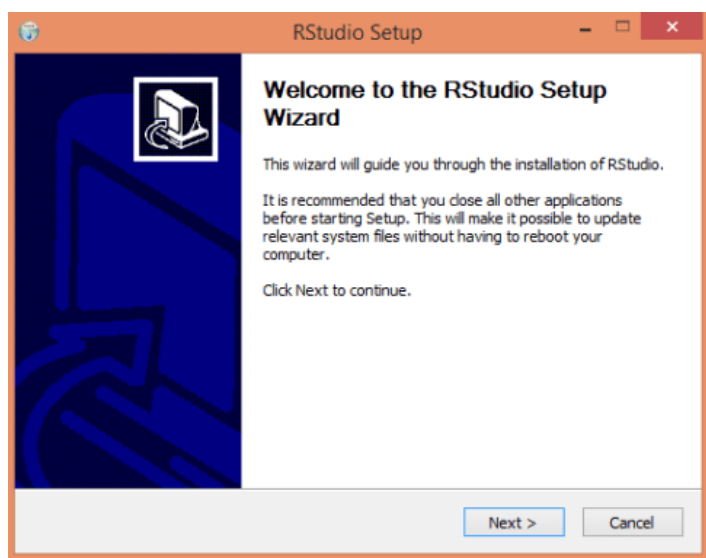 RStudio Setup
Welcome to the RStudio Setup
Wizard
This wizard will guide you through the installation of RStudio.
It is recommended that you close all other applications
before starting Setup. This will make it possible to update
relevant system files without having to reboot your
computer.
Click Next to continue.
Next >
Cancel